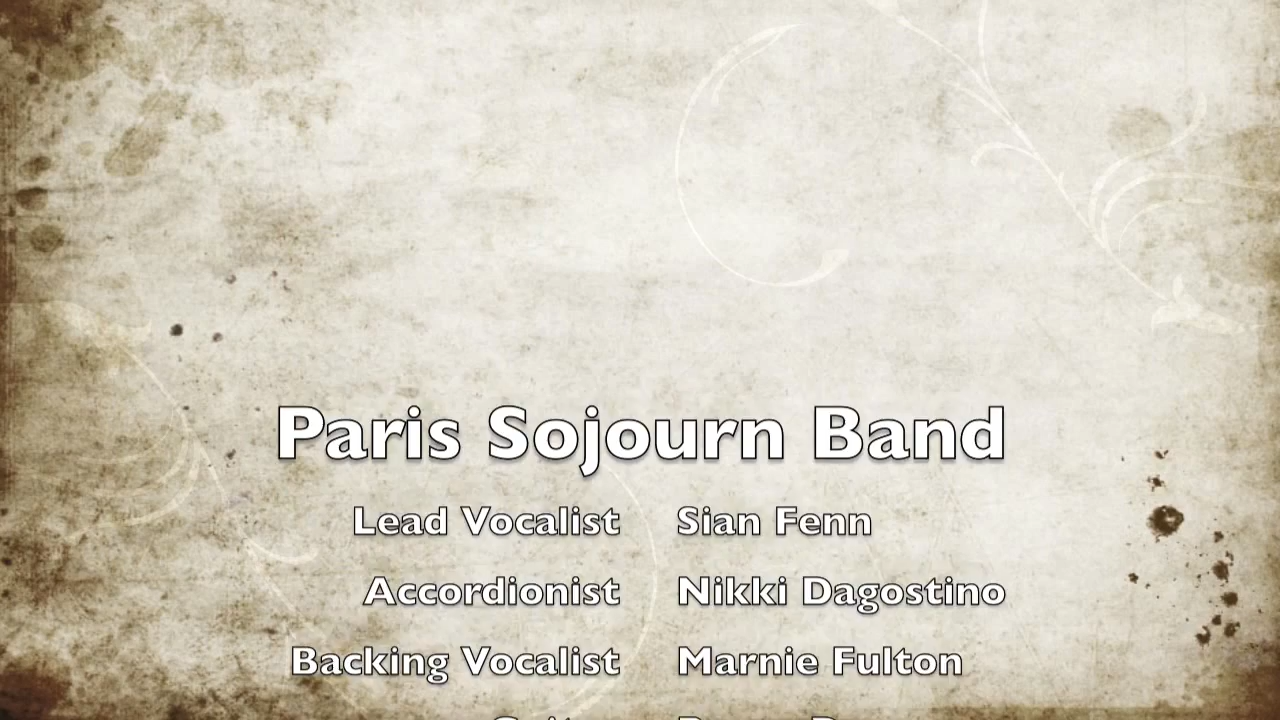 Paris Sojourn Band
Lead Vocalist Sian Fenn
Accordionist Nikki Dagostino
Backing Vocalist Marnie Fulton